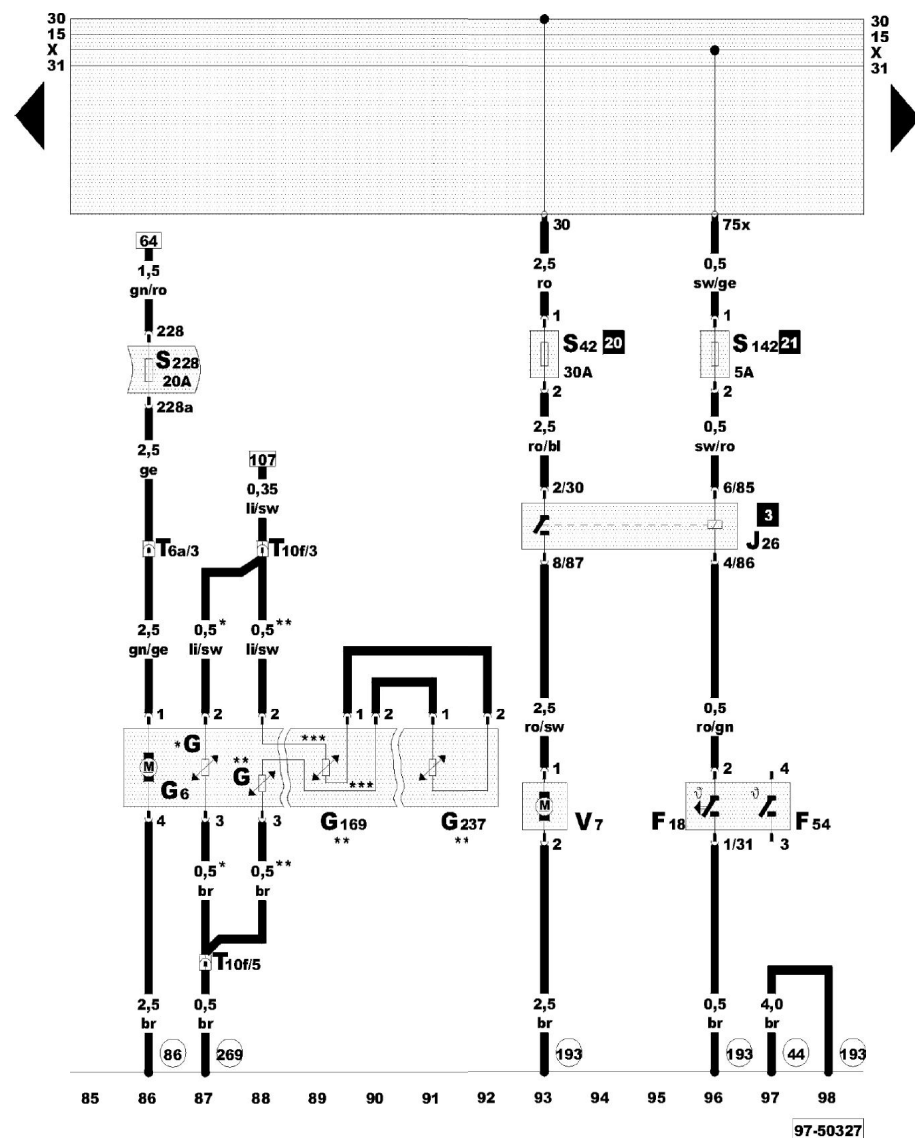 30 30
15 15
X X
31 31
30 75x
64
1,5 2,5 0,5
gn/ro ro sw/ge
228 1 1
S228 S42 20 S142 21
20A 30A 5A
228a 2 2
2,5 2,5 0,5
ge ro/bl sw/ro
107
0,35
li/sw
2/30 6/85
3
T6a/3 T10f/3 J26
8/87 4/86
2,5 0,5* 0,5** 2,5 0,5
gn/ge li/sw li/sw ro/sw ro/gn
1 2 2 1 2 1 2
1 2 4
*G ***
** G
M G6 *** M ϑ ϑ
V7 F18 F54
4 3 3 G169 G237
** **
2 1/31 3
0,5* 0,5**
br br
T10f/5
2,5 0,5 2,5 0,5 4,0
br br br br br
86 269 193 193 44 193
85 86 87 88 89 90 91 92 93 94 95 96 97 98
97-50327